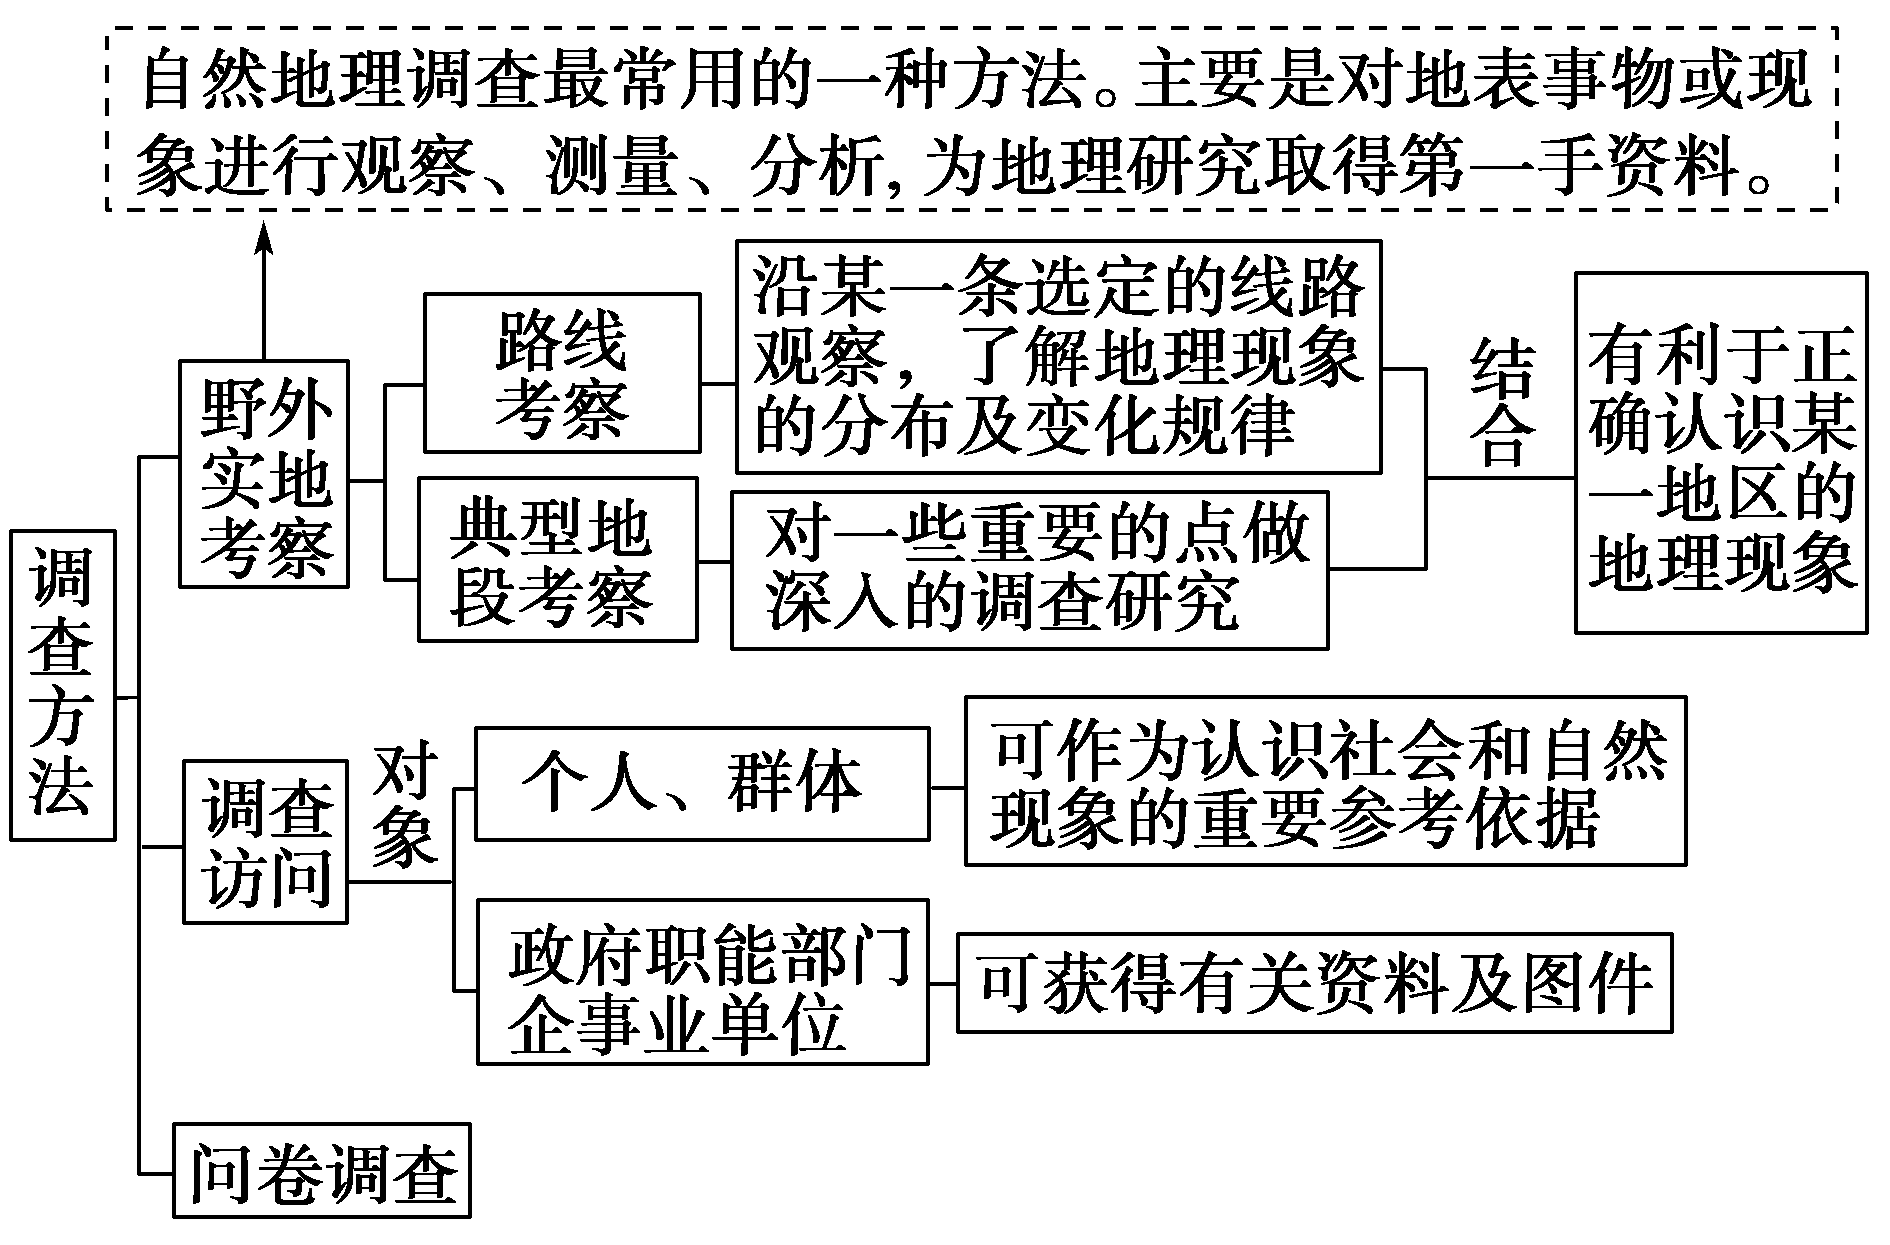 自然地理调查最常用的一种方法。主要是对地表事物或现
象进行观察、测量、分析,为地理研究取得第一手资料。
调
查
方
法
野外
实地
考察
路线
考察
沿某一条选定的线路
观察，了解地理现象
的分布及变化规律
典型地
段考察
对一些重要的点做
深入的调查研究
结
合
有利于正
确认识某
一地区的
地理现象
调查
访问
对
象
个人、群体
可作为认识社会和自然
现象的重要参考依据
政府职能部门
企事业单位
可获得有关资料及图件
问卷调查